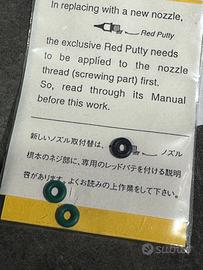 In replacing with a new nozzle,
Red Putty
the exclusive Red Putty needs
to be applied to the nozzle
thread (screwing part) first.
So, read through its Manual
before this work.
新しいノズル取付替は、
ノズル
根本のネジ部に、専用のレッドパテを付ける説明
容があります。よくお読みの上作業をして下さい。
subito